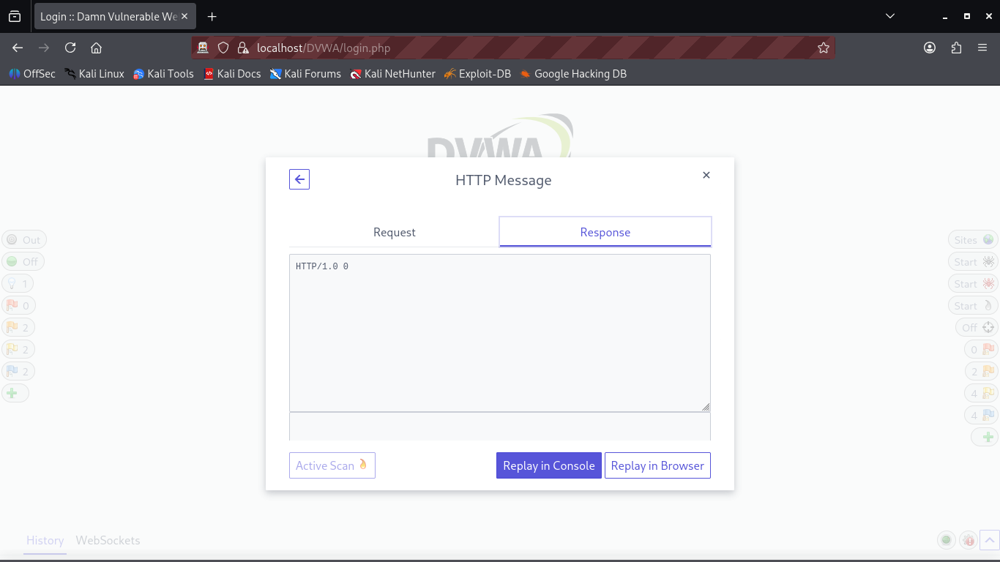 Login :: Damn Vulnerable We
localhost/DVWA/login.php
OffSec Kali Linux Kali Tools Kali Docs Kali Forums Kali NetHunter Exploit-DB Google Hacking DB
DVWA
HTTP Message
Request Response
HTTP/1.0 0
Active Scan Replay in Console Replay in Browser
Out
Off
1
0
2
2
2
Sites
Start
Start
Start
Off
0
2
4
4
History WebSockets